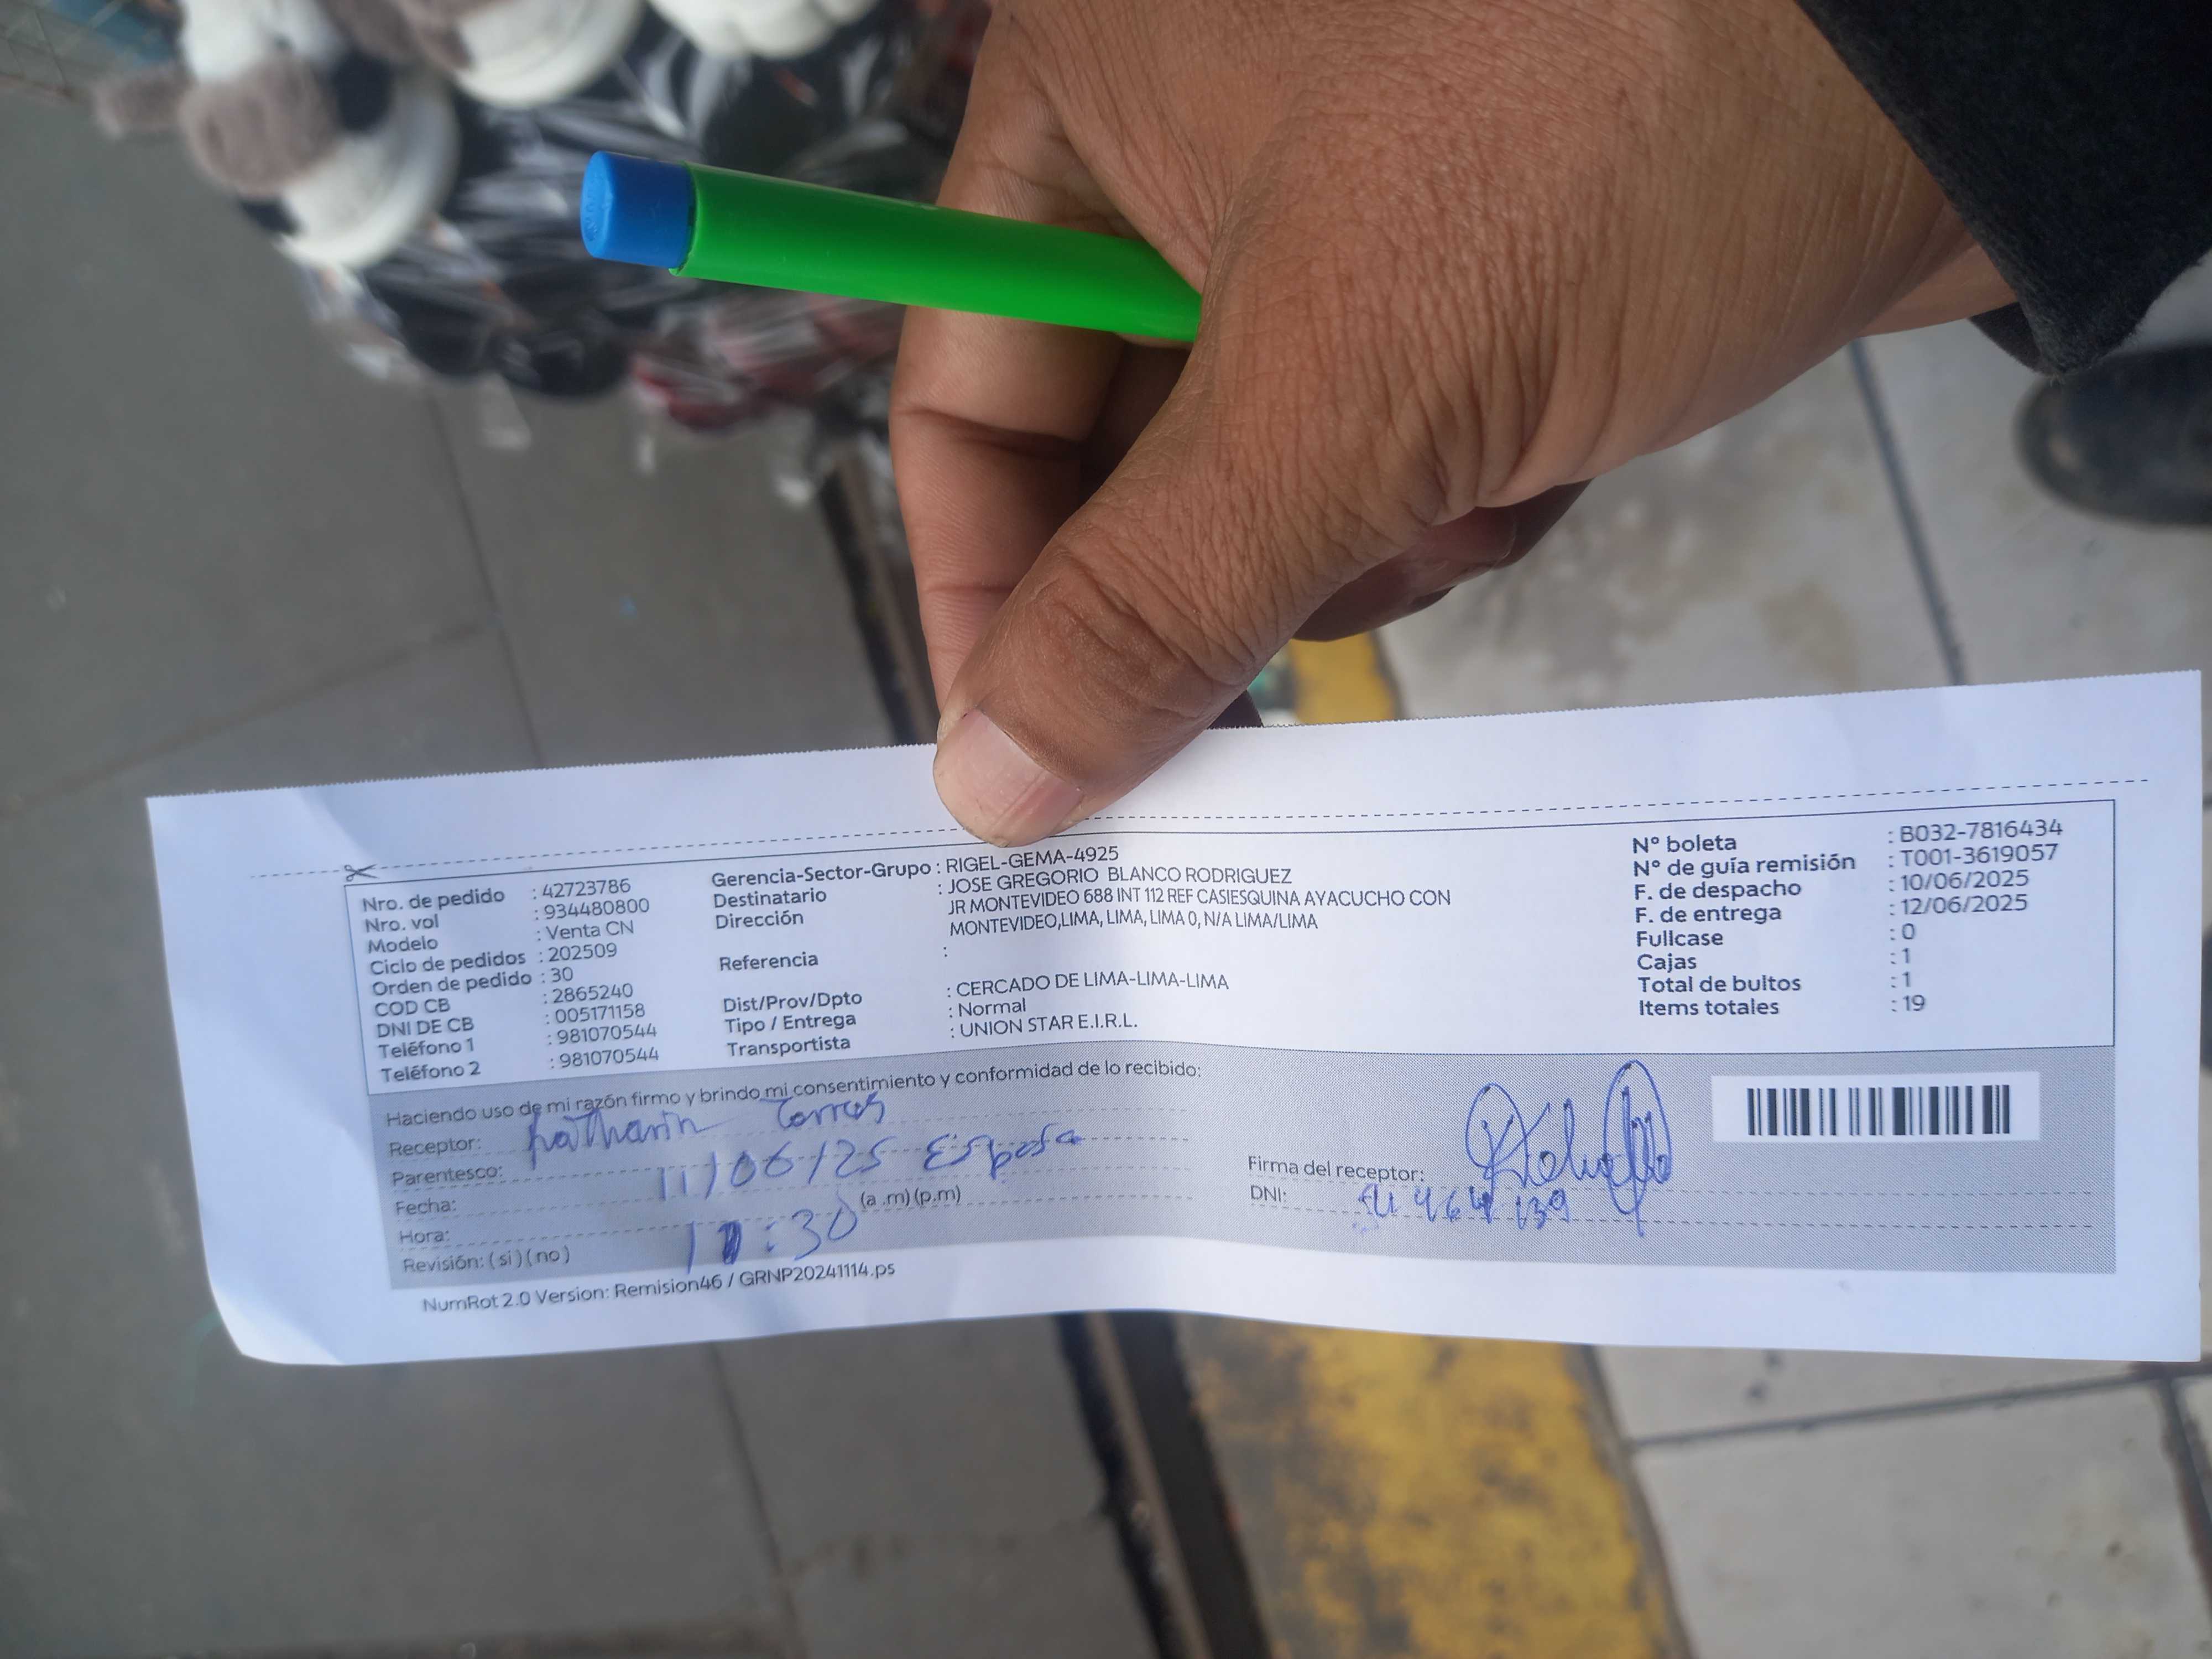 Nro. de pedido : 42723786
Nro. vol : 934480800
Modelo : Venta CN
Ciclo de pedidos : 202509
Orden de pedido : 30
COD CB : 2865240
DNI DE CB : 005171158
Teléfono 1 : 981070544
Teléfono 2 : 981070544
Gerencia-Sector-Grupo : RIGEL-GEMA-4925
Destinatario : JOSE GREGORIO BLANCO RODRIGUEZ
Dirección JR MONTEVIDEO 688 INT 112 REF CASIESQUINA AYACUCHO CON
MONTEVIDEO,LIMA, LIMA, LIMA 0, N/A LIMA/LIMA
Referencia :
Dist/Prov/Dpto : CERCADO DE LIMA-LIMA-LIMA
Tipo / Entrega : Normal
Transportista : UNION STAR E.I.R.L.
N° boleta : B032-7816434
N° de guía remisión : T001-3619057
F. de despacho : 10/06/2025
F. de entrega : 12/06/2025
Fullcase : 0
Cajas : 1
Total de bultos : 1
Items totales : 19
Haciendo uso de mi razón firmo y brindo mi consentimiento y conformidad de lo recibido:
Receptor: Katharin Torres
Parentesco: Esposa
Fecha: 11/06/25
Hora: (a .m) (p.m)
Revisión: ( si ) ( no ) :30
Firma del receptor:
DNI:
NumRot 2.0 Version: Remision46 / GRNP20241114.ps